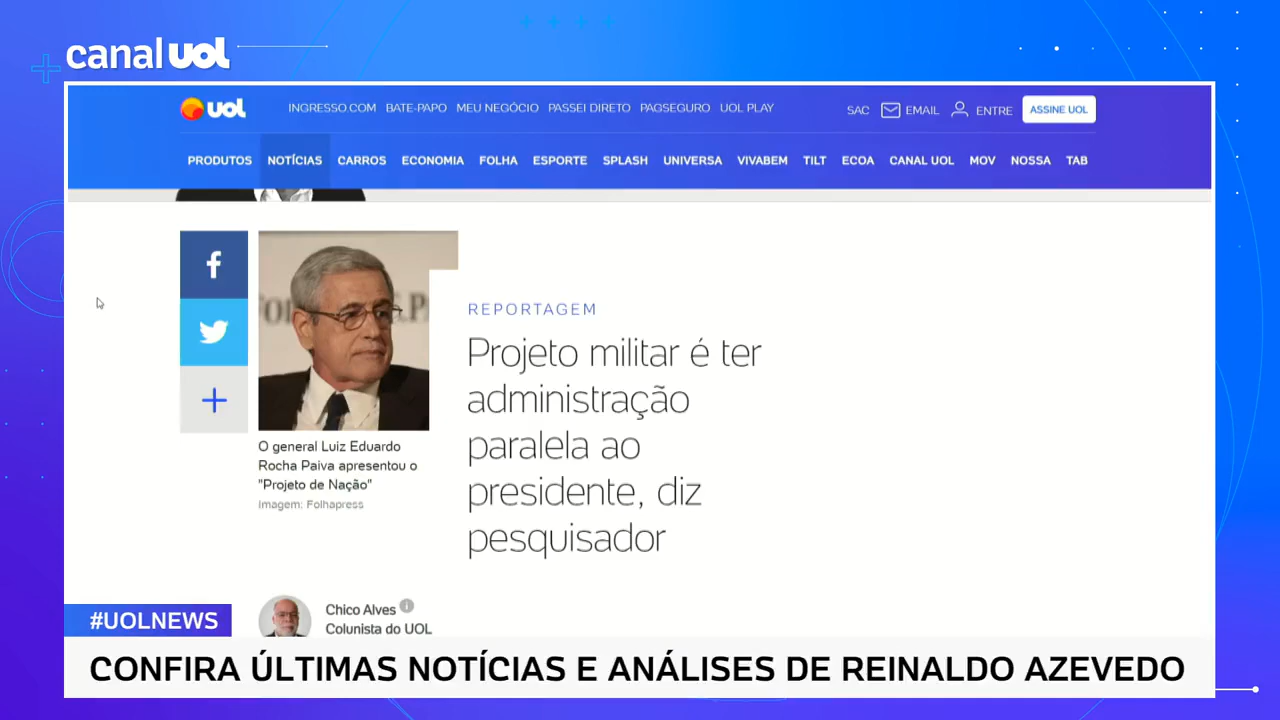 canal uol
uol
INGRESSO.COM BATE-PAPO MEU NEGÓCIO PASSEI DIRETO PAGSEGURO UOL PLAY
SAC EMAIL ENTRE ASSINE UOL
PRODUTOS NOTÍCIAS CARROS ECONOMIA FOLHA ESPORTE SPLASH UNIVERSA VIVABEM TILT ECOA CANAL UOL MOV NOSSA TAB
O general Luiz Eduardo
Rocha Paiva apresentou o
"Projeto de Nação"
Imagem: Folhapress
REPORTAGEM
Projeto militar é ter
administração
paralela ao
presidente, diz
pesquisador
Chico Alves
Colunista do UOL
#UOLNEWS
CONFIRA ÚLTIMAS NOTÍCIAS E ANÁLISES DE REINALDO AZEVEDO